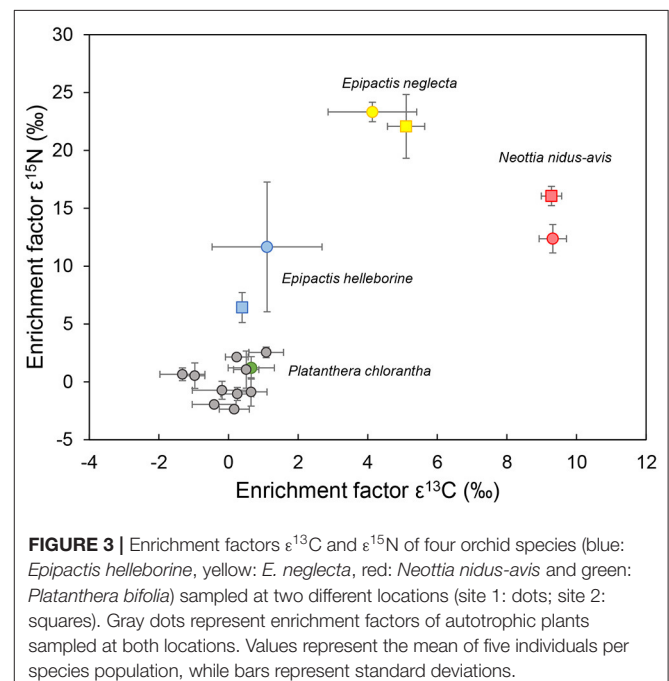 30
25
20
15
10
5
0
-5
Enrichment factor ε¹⁵N (‰)
Epipactis neglecta
Neottia nidus-avis
Epipactis helleborine
Platanthera chlorantha
-4 -2 0 2 4 6 8 10 12
Enrichment factor ε¹³C (‰)
FIGURE 3 | Enrichment factors ε¹³C and ε¹⁵N of four orchid species (blue:
Epipactis helleborine, yellow: E. neglecta, red: Neottia nidus-avis and green:
Platanthera bifolia) sampled at two different locations (site 1: dots; site 2:
squares). Gray dots represent enrichment factors of autotrophic plants
sampled at both locations. Values represent the mean of five individuals per
species population, while bars represent standard deviations.